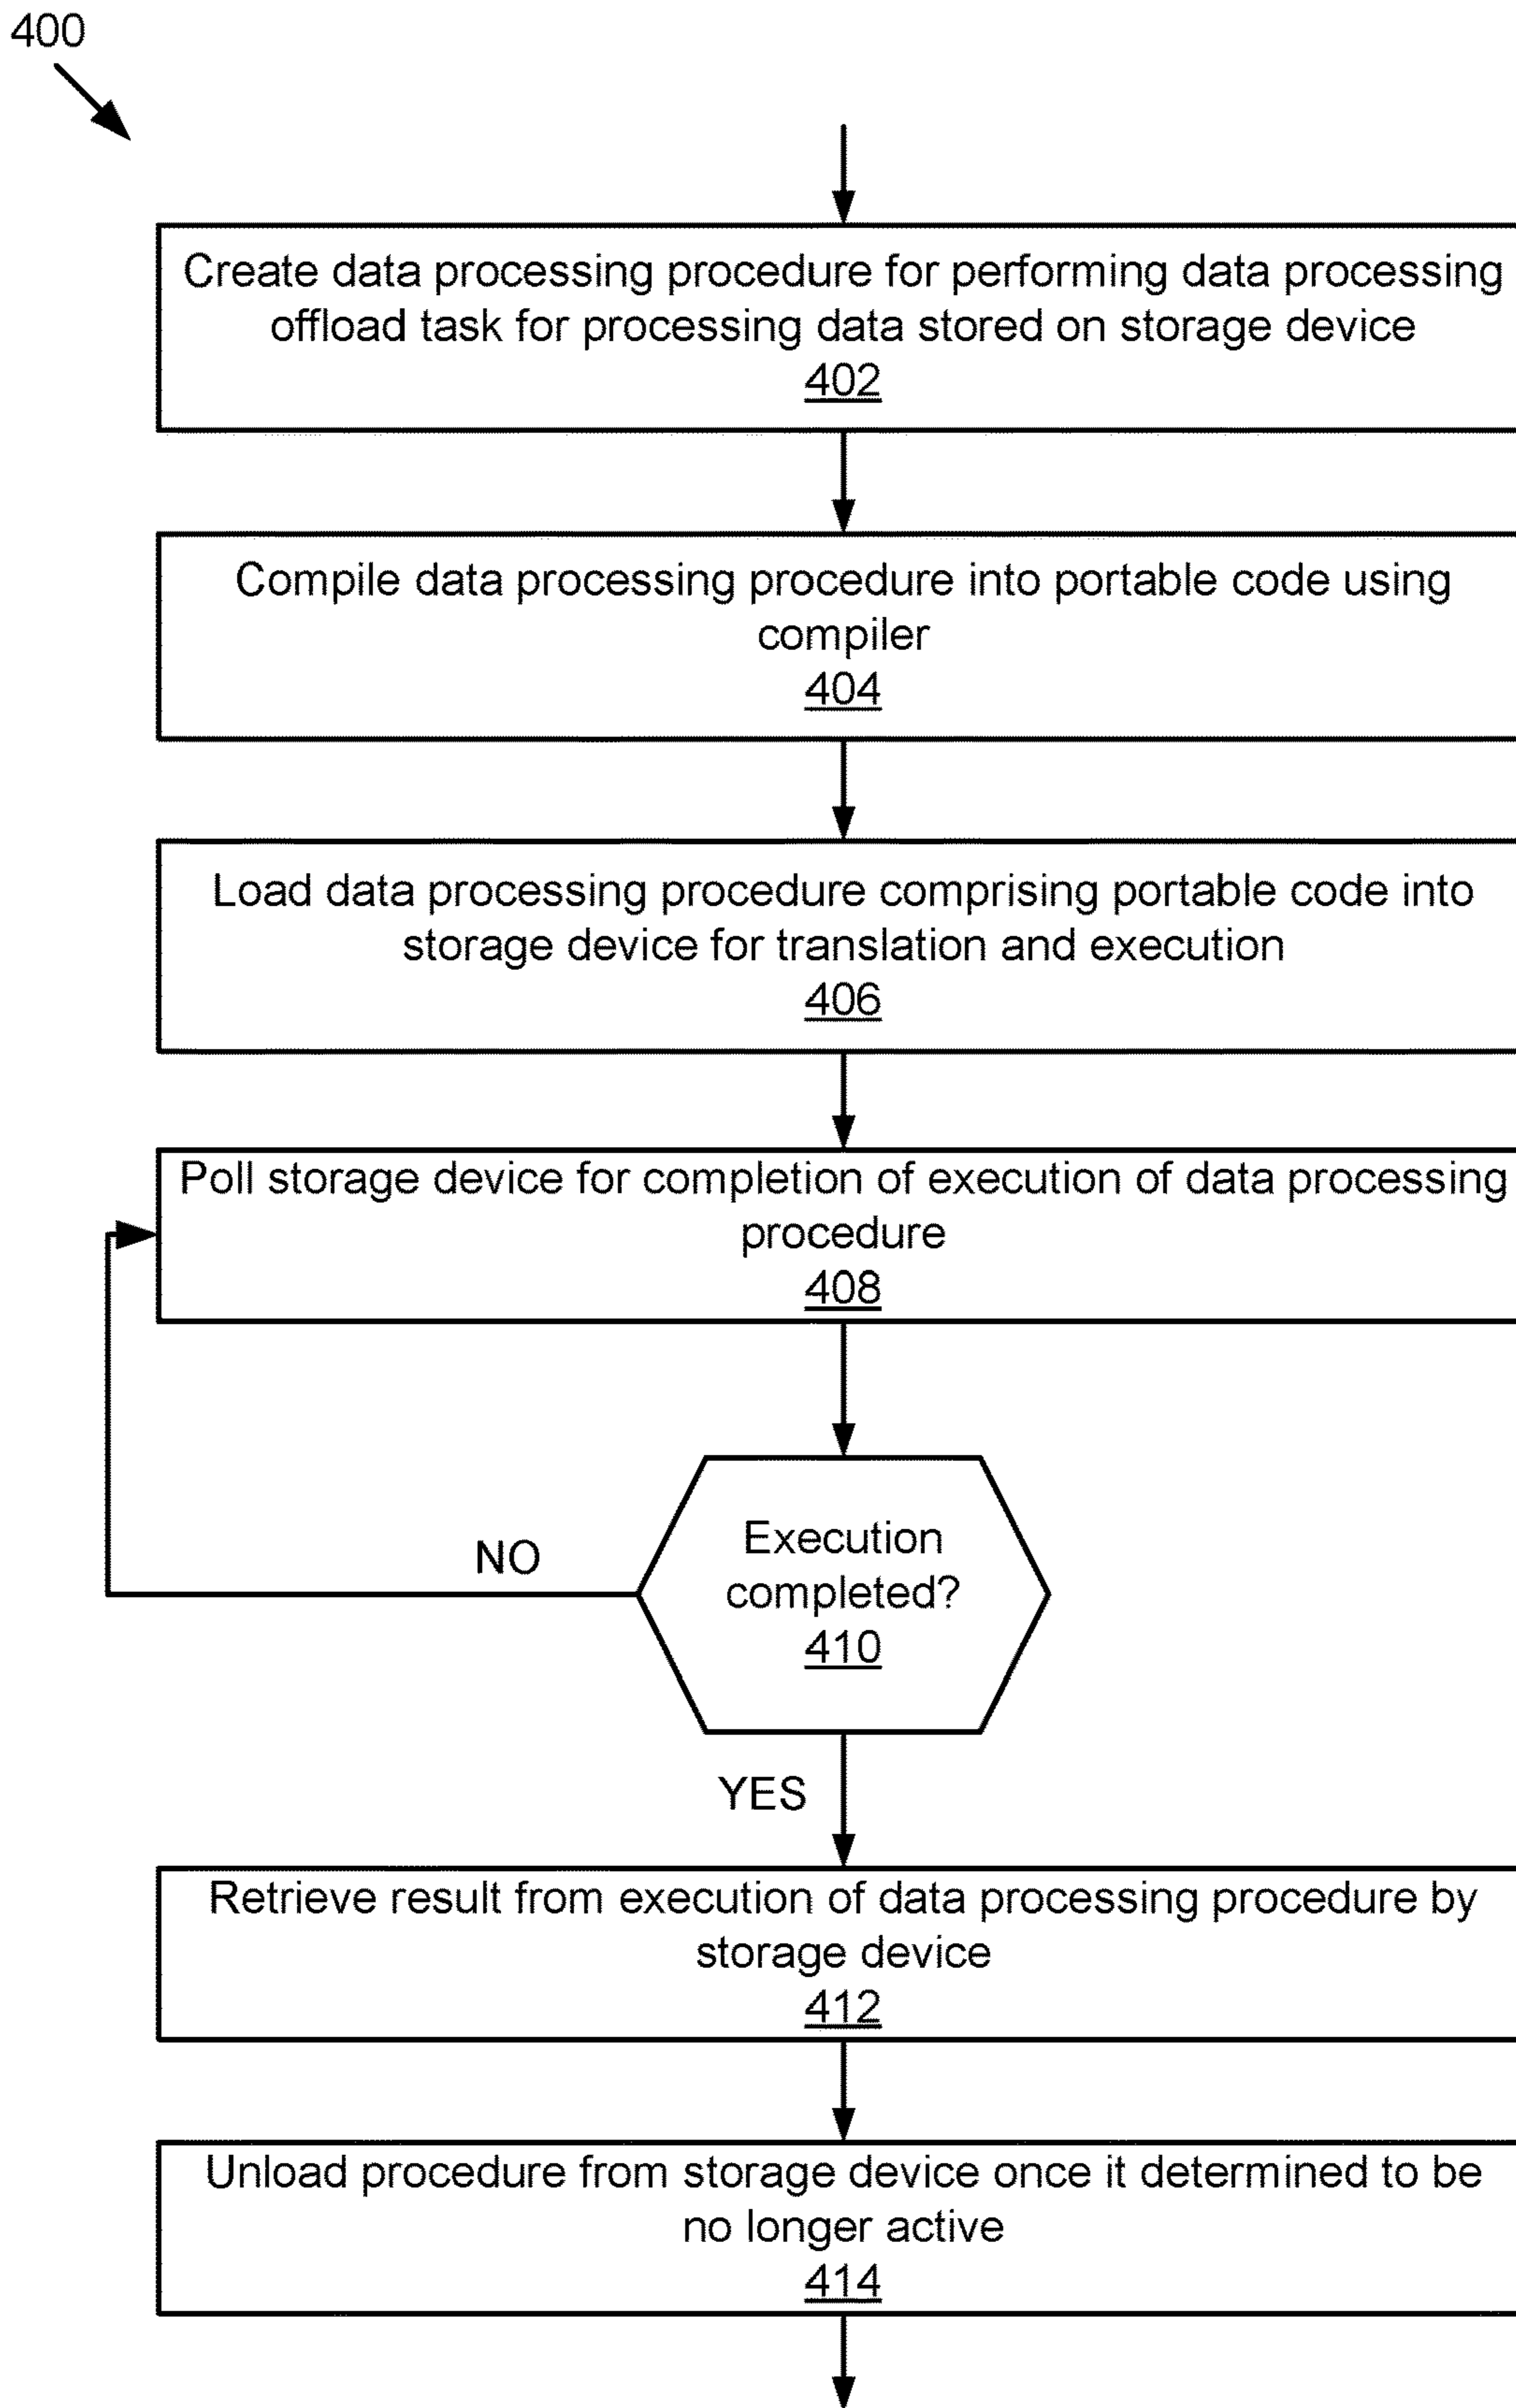 400
Create data processing procedure for performing data processing
offload task for processing data stored on storage device
402
Compile data processing procedure into portable code using
compiler
404
Load data processing procedure comprising portable code into
storage device for translation and execution
406
Poll storage device for completion of execution of data processing
procedure
408
Execution
completed?
410
NO
YES
Retrieve result from execution of data processing procedure by
storage device
412
Unload procedure from storage device once it determined to be
no longer active
414